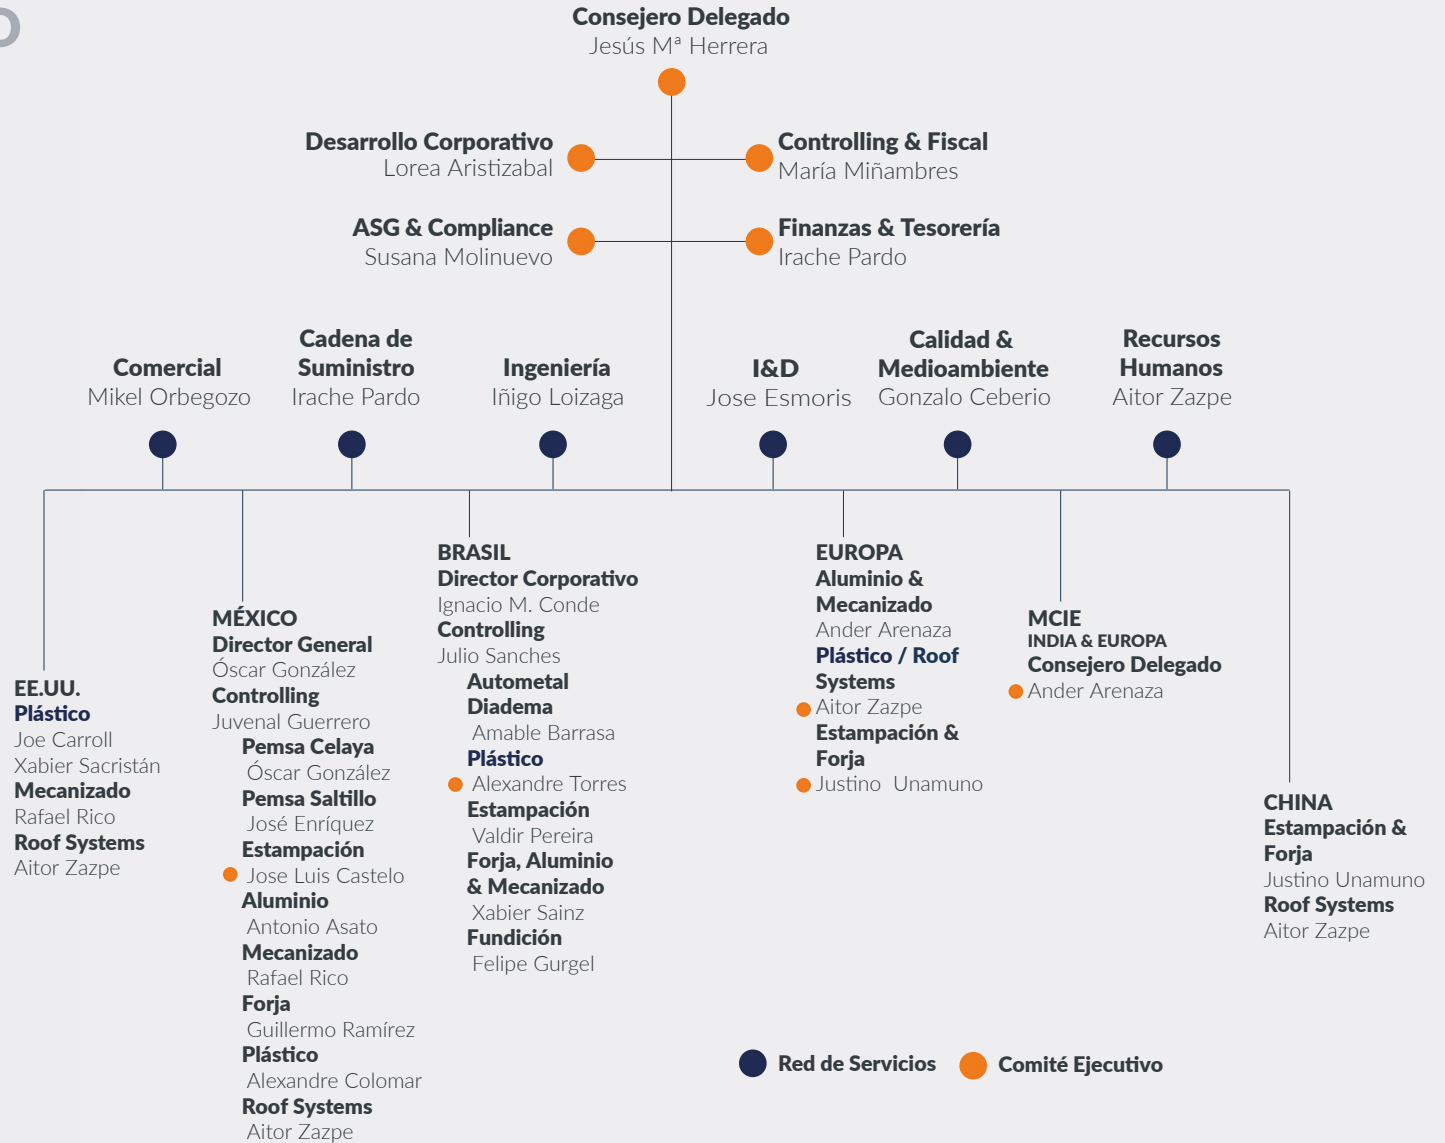 Consejero Delegado
Jesús Mª Herrera
Desarrollo Corporativo
Lorea Aristizabal
Controlling & Fiscal
María Miñambres
ASG & Compliance
Susana Molinuevo
Finanzas & Tesorería
Irache Pardo
Comercial
Mikel Orbegozo
Cadena de
Suministro
Irache Pardo
Ingeniería
Iñigo Loizaga
I&D
Jose Esmoris
Calidad &
Medioambiente
Gonzalo Ceberio
Recursos
Humanos
Aitor Zazpe
EE.UU.
Plástico
Joe Carroll
Xabier Sacristán
Mecanizado
Rafael Rico
Roof Systems
Aitor Zazpe
MÉXICO
Director General
Óscar González
Controlling
Juvenal Guerrero
Pemsa Celaya
Óscar González
Pemsa Saltillo
José Enríquez
Estampación
Jose Luis Castelo
Aluminio
Antonio Asato
Mecanizado
Rafael Rico
Forja
Guillermo Ramírez
Plástico
Alexandre Colomar
Roof Systems
Aitor Zazpe
BRASIL
Director Corporativo
Ignacio M. Conde
Controlling
Julio Sanches
Autometal
Diadema
Amable Barrasa
Plástico
Alexandre Torres
Estampación
Valdir Pereira
Forja, Aluminio
& Mecanizado
Xabier Sainz
Fundición
Felipe Gurgel
EUROPA
Aluminio &
Mecanizado
Ander Arenaza
Plástico / Roof
Systems
Aitor Zazpe
Estampación &
Forja
Justino Unamuno
MCIE
INDIA & EUROPA
Consejero Delegado
Ander Arenaza
CHINA
Estampación &
Forja
Justino Unamuno
Roof Systems
Aitor Zazpe
Red de Servicios
Comité Ejecutivo